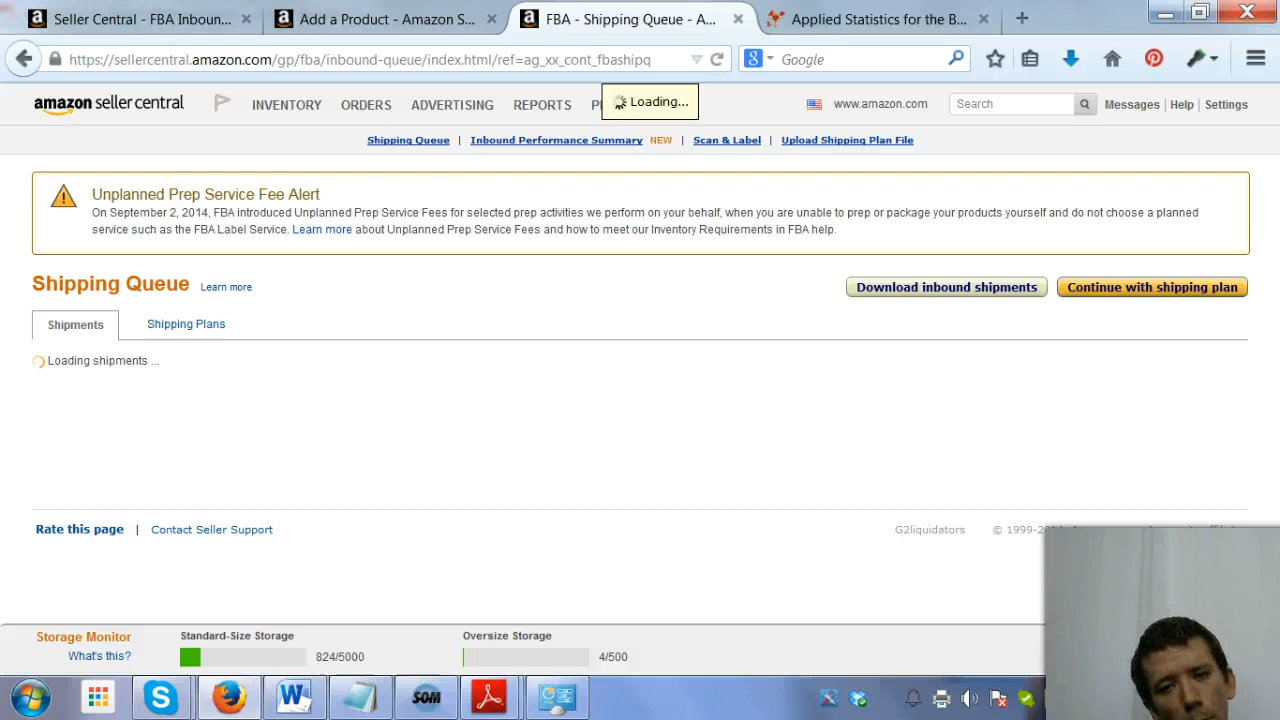 Seller Central - FBA Inboun...
Add a Product - Amazon S...
FBA - Shipping Queue - A...
Applied Statistics for the B...
https://sellercentral.amazon.com/gp/fba/inbound-queue/index.html/ref=ag_xx_cont_fbashipq
Google
amazon seller central
INVENTORY
ORDERS
ADVERTISING
REPORTS
Loading...
www.amazon.com
Search
Messages | Help | Settings
Shipping Queue | Inbound Performance Summary NEW | Scan & Label | Upload Shipping Plan File
Unplanned Prep Service Fee Alert
On September 2, 2014, FBA introduced Unplanned Prep Service Fees for selected prep activities we perform on your behalf, when you are unable to prep or package your products yourself and do not choose a planned
service such as the FBA Label Service. Learn more about Unplanned Prep Service Fees and how to meet our Inventory Requirements in FBA help.
Shipping Queue Learn more
Download inbound shipments
Continue with shipping plan
Shipments
Shipping Plans
Loading shipments ...
Rate this page | Contact Seller Support
G2liquidators
Storage Monitor
What's this?
Standard-Size Storage
824/5000
Oversize Storage
4/500
SOM